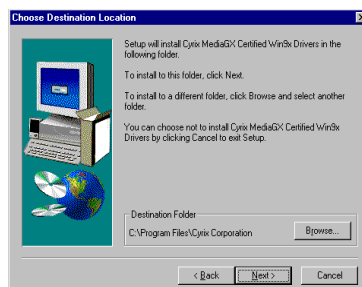 Choose Destination Location
Setup will install Cyrix MediaGX Certified Win9x Drivers in the
following folder.
To install to this folder, click Next.
To install to a different folder, click Browse and select another
folder.
You can choose not to install Cyrix MediaGX Certified Win9x
Drivers by clicking Cancel to exit Setup.
Destination Folder
C:\Program Files\Cyrix Corporation
Browse...
< Back
Next >
Cancel